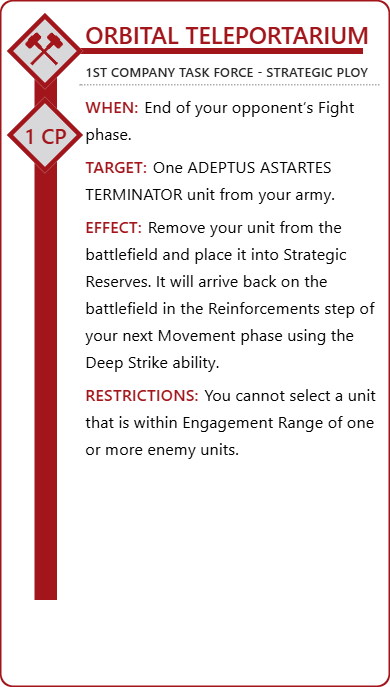 ORBITAL TELEPORTARIUM
1ST COMPANY TASK FORCE - STRATEGIC PLOY
1 CP
WHEN: End of your opponent's Fight
phase.
TARGET: One ADEPTUS ASTARTES
TERMINATOR unit from your army.
EFFECT: Remove your unit from the
battlefield and place it into Strategic
Reserves. It will arrive back on the
battlefield in the Reinforcements step of
your next Movement phase using the
Deep Strike ability.
RESTRICTIONS: You cannot select a unit
that is within Engagement Range of one
or more enemy units.